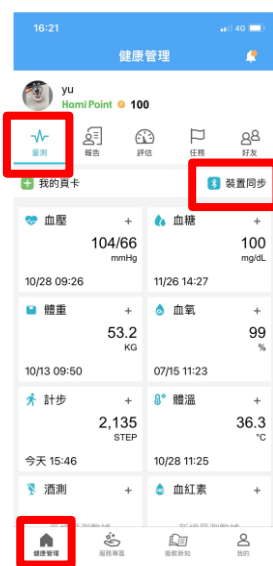 16:21
4G
健康管理
yu
Hami Point 100
量測 報告 評估 任務 好友
我的頁卡 裝置同步
血壓 + 血糖 +
104/66 100
mmHg mg/dL
10/28 09:26 11/26 14:27
體重 + 血氧 +
53.2 99
KG %
10/13 09:50 07/15 11:23
計步 + 體溫 +
2,135 36.3
STEP °C
今天 15:46 10/28 11:25
酒測 + 血紅素 +
健康管理 服務專區 衛教新知 我的